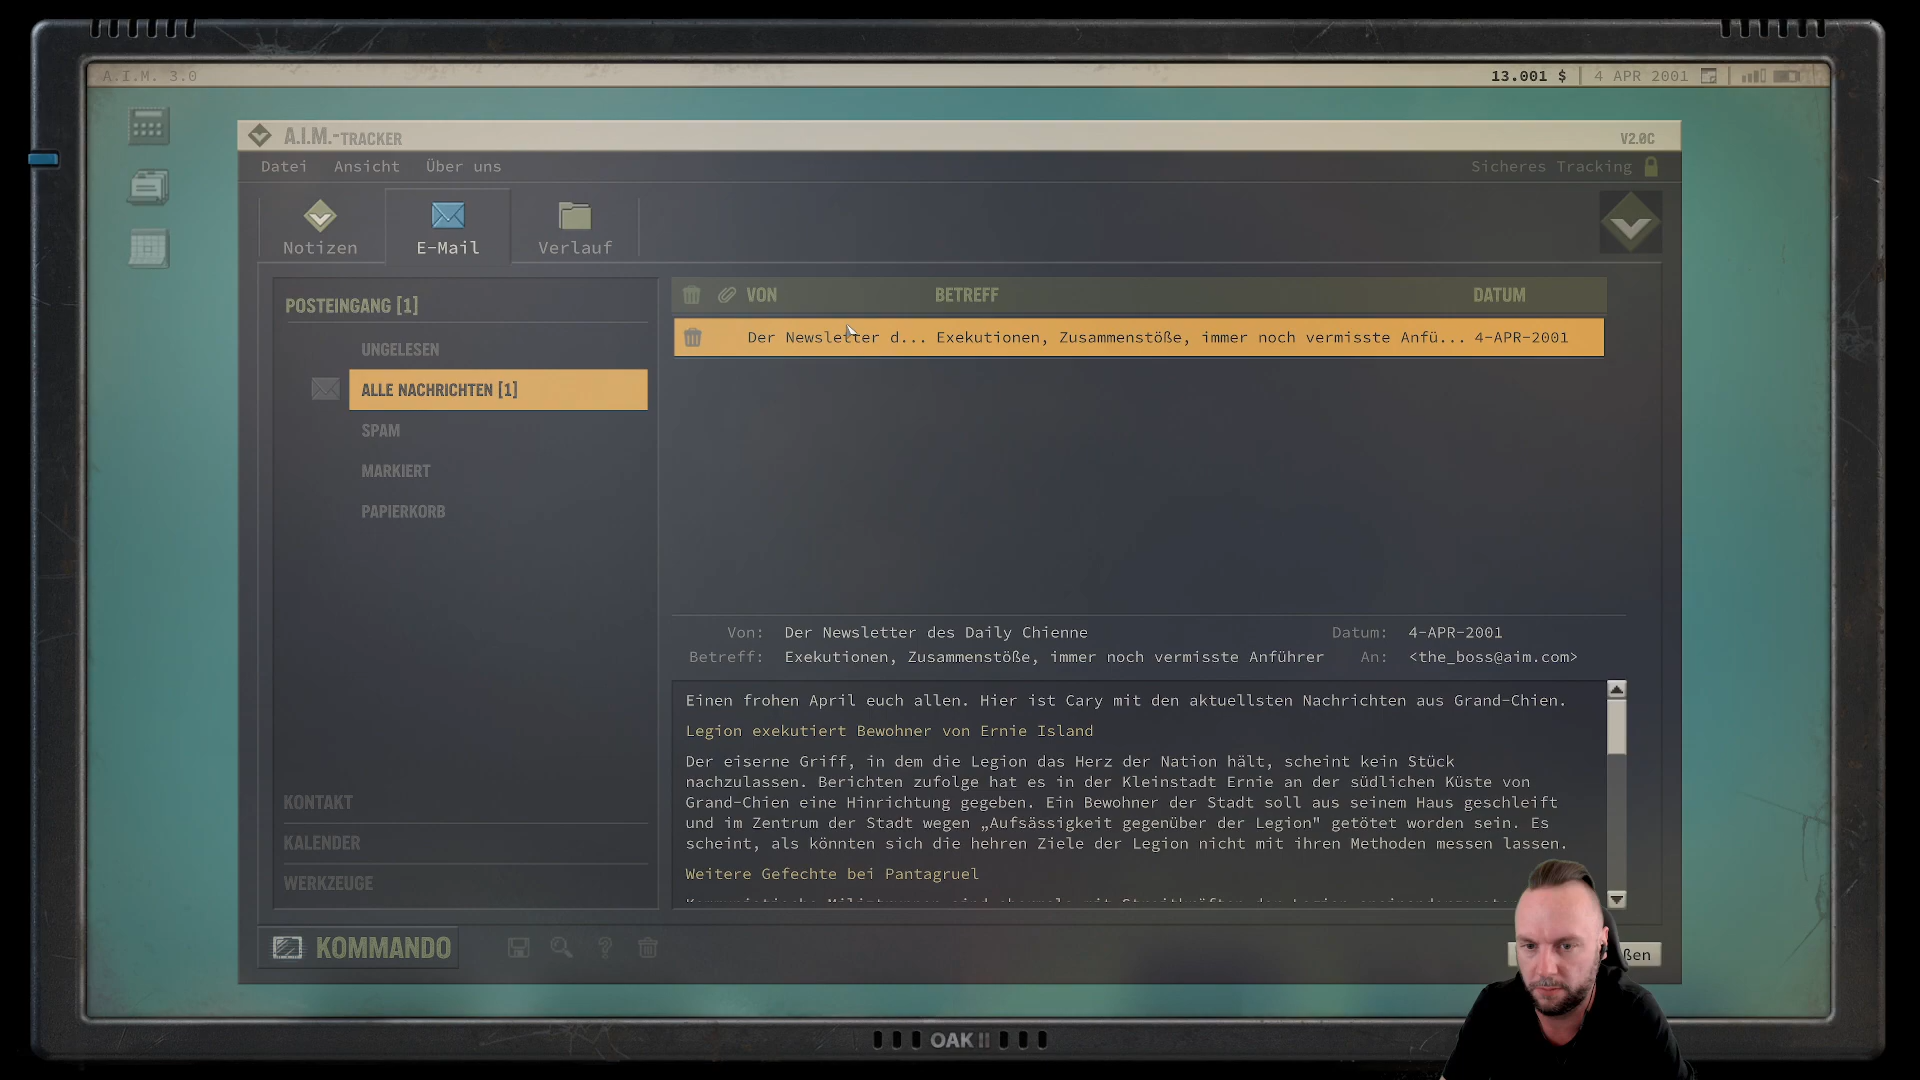 A.I.M. 3.0
13.001 $ | 4 APR 2001
A.I.M.-TRACKER
V2.0C
Datei Ansicht Über uns
Sicheres Tracking
Notizen
E-Mail
Verlauf
POSTEINGANG [1]
UNGELESEN
ALLE NACHRICHTEN [1]
SPAM
MARKIERT
PAPIERKORB
KONTAKT
KALENDER
WERKZEUGE
VON BETREFF DATUM
Der Newsletter d... Exekutionen, Zusammenstöße, immer noch vermisste Anfü... 4-APR-2001
Von: Der Newsletter des Daily Chienne Datum: 4-APR-2001
Betreff: Exekutionen, Zusammenstöße, immer noch vermisste Anführer An: <the_boss@aim.com>
Einen frohen April euch allen. Hier ist Cary mit den aktuellsten Nachrichten aus Grand-Chien.
Legion exekutiert Bewohner von Ernie Island
Der eiserne Griff, in dem die Legion das Herz der Nation hält, scheint kein Stück
nachzulassen. Berichten zufolge hat es in der Kleinstadt Ernie an der südlichen Küste von
Grand-Chien eine Hinrichtung gegeben. Ein Bewohner der Stadt soll aus seinem Haus geschleift
und im Zentrum der Stadt wegen „Aufsässigkeit gegenüber der Legion" getötet worden sein. Es
scheint, als könnten sich die hehren Ziele der Legion nicht mit ihren Methoden messen lassen.
Weitere Gefechte bei Pantagruel
KOMMANDO
ßen
OAK II